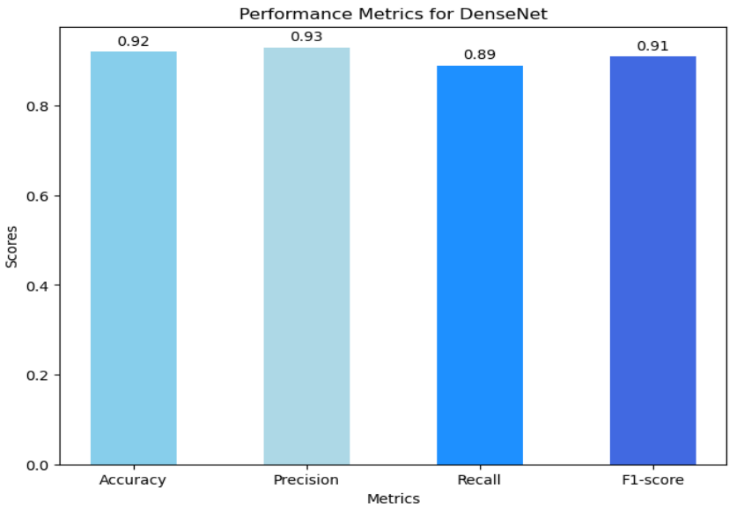 Performance Metrics for DenseNet
0.92
0.93
0.89
0.91
0.8
0.6
0.4
0.2
0.0
Scores
Accuracy
Precision
Recall
F1-score
Metrics